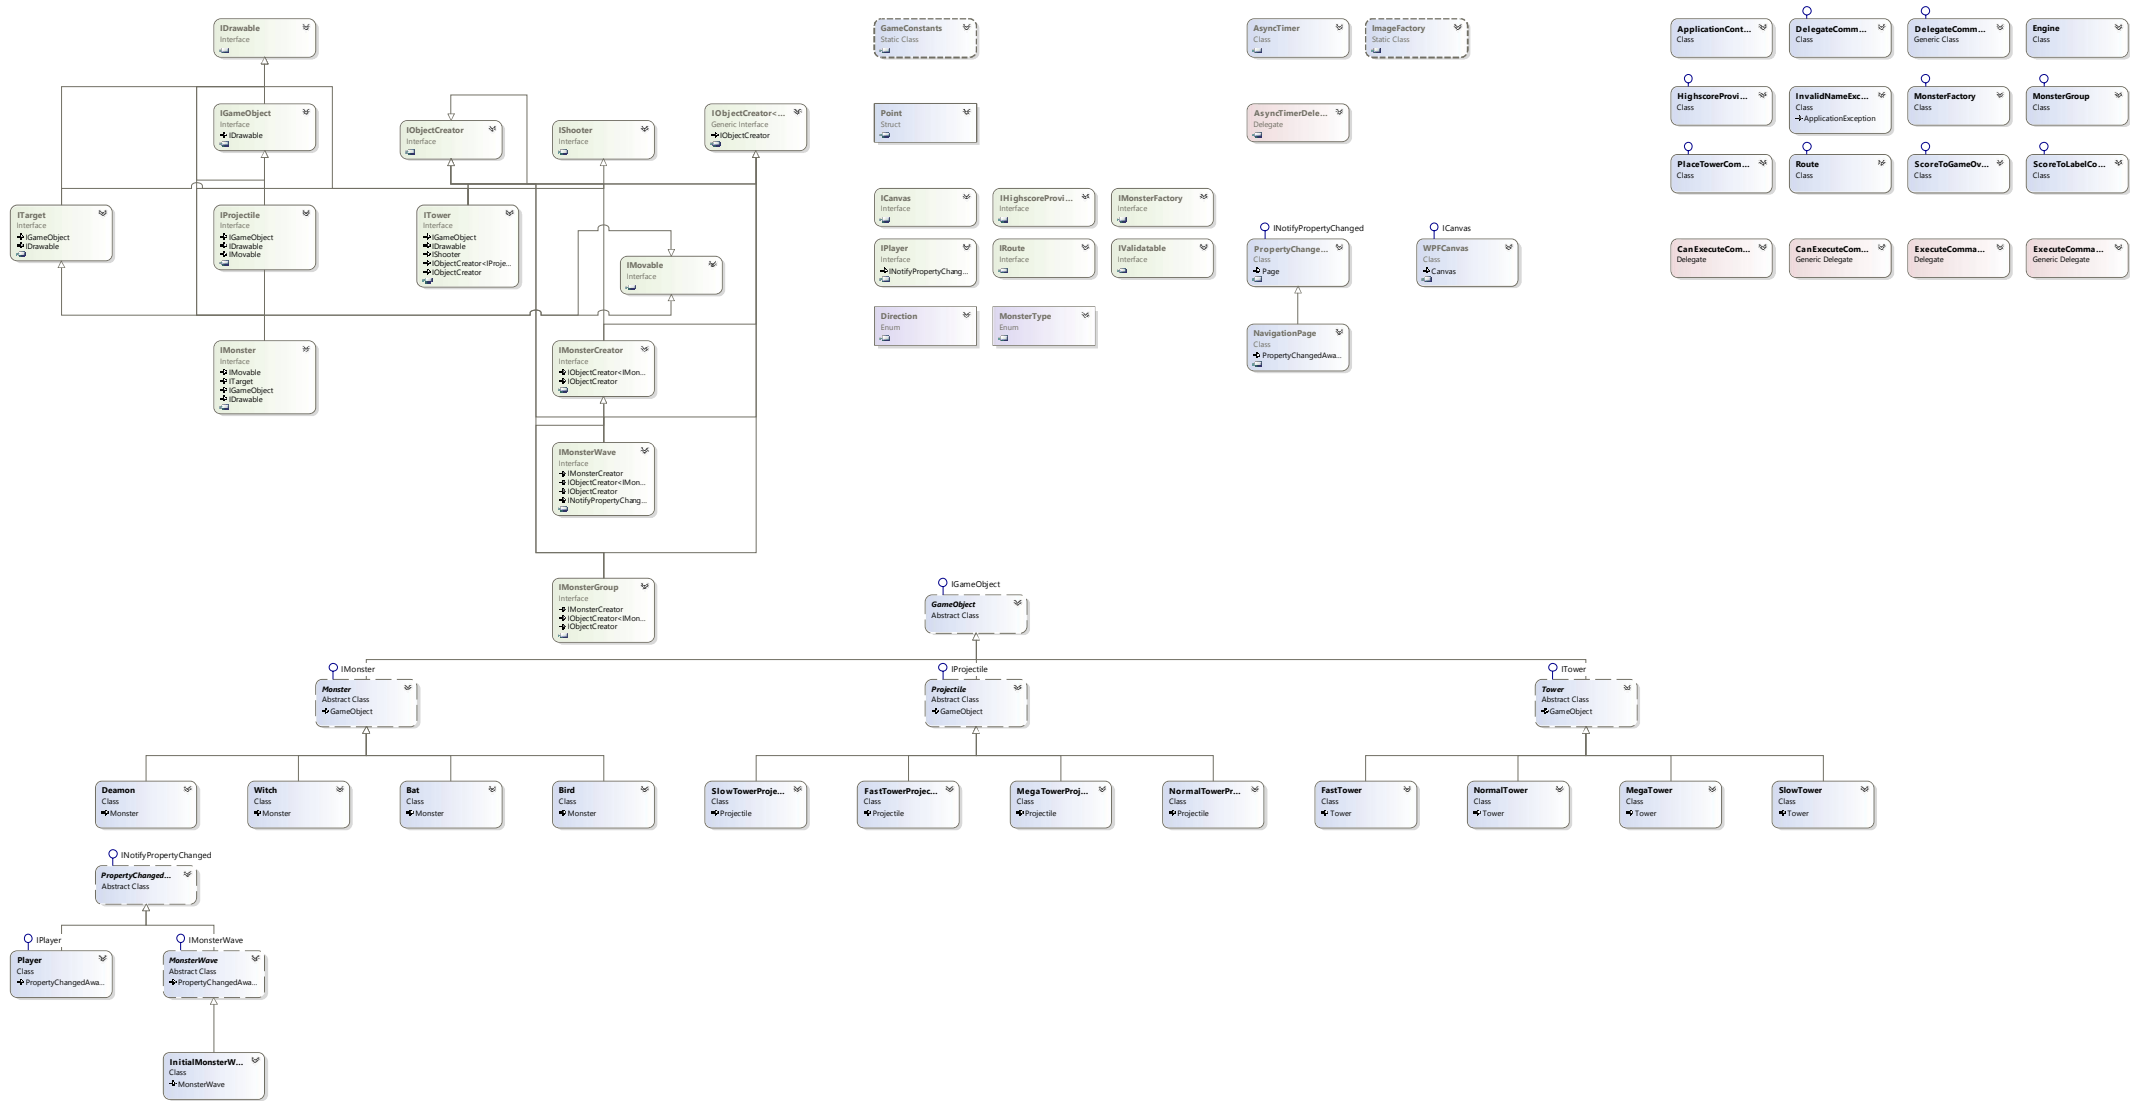 IDrawable
Interface
IGameObject
Interface
IDrawable
IObjectCreator
Interface
IShooter
Interface
IObjectCreator<...
Generic Interface
IObjectCreator
ITarget
Interface
IGameObject
IDrawable
IProjectile
Interface
IGameObject
IDrawable
IMovable
ITower
Interface
IGameObject
IDrawable
IShooter
IObjectCreator<IProje...
IObjectCreator
IMovable
Interface
IMonster
Interface
IMovable
ITarget
IGameObject
IDrawable
IMonsterCreator
Interface
IObjectCreator<IMon...
IObjectCreator
IMonsterWave
Interface
IMonsterCreator
IObjectCreator<IMon...
IObjectCreator
INotifyPropertyChang...
IMonsterGroup
Interface
IMonsterCreator
IObjectCreator<IMon...
IObjectCreator
GameConstants
Static Class
Point
Struct
ICanvas
Interface
IHighscoreProvi...
Interface
IMonsterFactory
Interface
IPlayer
Interface
INotifyPropertyChang...
IRoute
Interface
IValidatable
Interface
Direction
Enum
MonsterType
Enum
AsyncTimer
Class
ImageFactory
Static Class
AsyncTimerDele...
Delegate
INotifyPropertyChanged
PropertyChange...
Class
Page
ICanvas
WPFCanvas
Class
Canvas
NavigationPage
Class
PropertyChangedAwa...
ApplicationCont...
Class
DelegateComm...
Class
DelegateComm...
Generic Class
Engine
Class
HighscoreProvi...
Class
InvalidNameExc...
Class
ApplicationException
MonsterFactory
Class
MonsterGroup
Class
PlaceTowerCom...
Class
Route
Class
ScoreToGameOv...
Class
ScoreToLabelCo...
Class
CanExecuteCom...
Delegate
CanExecuteCom...
Generic Delegate
ExecuteComma...
Delegate
ExecuteComma...
Generic Delegate
IGameObject
GameObject
Abstract Class
IMonster
Monster
Abstract Class
GameObject
IProjectile
Projectile
Abstract Class
GameObject
ITower
Tower
Abstract Class
GameObject
Deamon
Class
Monster
Witch
Class
Monster
Bat
Class
Monster
Bird
Class
Monster
SlowTowerProje...
Class
Projectile
FastTowerProjec...
Class
Projectile
MegaTowerProj...
Class
Projectile
NormalTowerPr...
Class
Projectile
FastTower
Class
Tower
NormalTower
Class
Tower
MegaTower
Class
Tower
SlowTower
Class
Tower
INotifyPropertyChanged
PropertyChanged...
Abstract Class
IPlayer
Player
Class
PropertyChangedAwa...
IMonsterWave
MonsterWave
Abstract Class
PropertyChangedAwa...
InitialMonsterW...
Class
MonsterWave